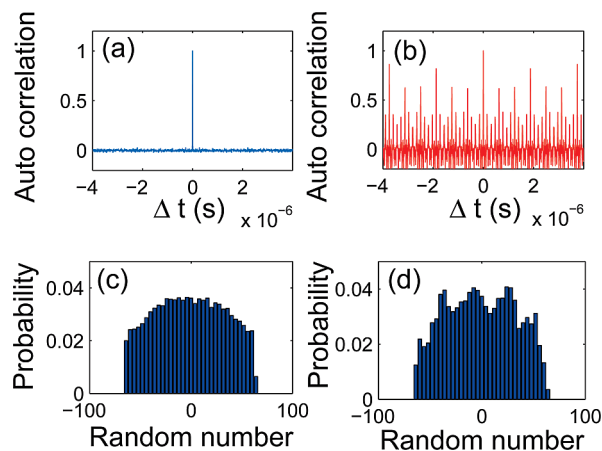 (a)
Auto correlation
1
0.5
0
−4 −2 0 2
Δ t (s)
x 10⁻⁶
(b)
Auto correlation
1
0.5
0
−4 −2 0 2
Δ t (s)
x 10⁻⁶
(c)
Probability
0.04
0.02
0
−100 0 100
Random number
(d)
Probability
0.04
0.02
0
−100 0 100
Random number